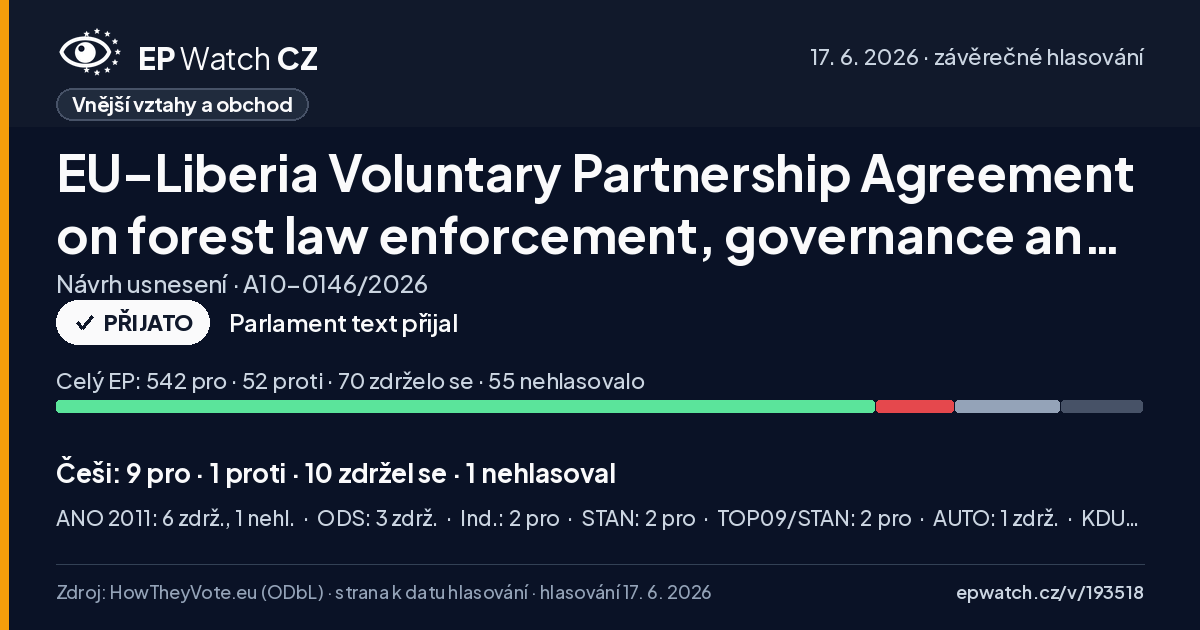 EP Watch CZ
17. 6. 2026 · závěrečné hlasování
Vnější vztahy a obchod
EU–Liberia Voluntary Partnership Agreement
on forest law enforcement, governance an…
Návrh usnesení · A10–0146/2026
✓ PŘIJATO
Parlament text přijal
Celý EP: 542 pro · 52 proti · 70 zdrželo se · 55 nehlasovalo
Češi: 9 pro · 1 proti · 10 zdržel se · 1 nehlasoval
ANO 2011: 6 zdrž., 1 nehl. · ODS: 3 zdrž. · Ind.: 2 pro · STAN: 2 pro · TOP09/STAN: 2 pro · AUTO: 1 zdrž. · KDU…
Zdroj: HowTheyVote.eu (ODbL) · strana k datu hlasování · hlasování 17. 6. 2026
epwatch.cz/v/193518